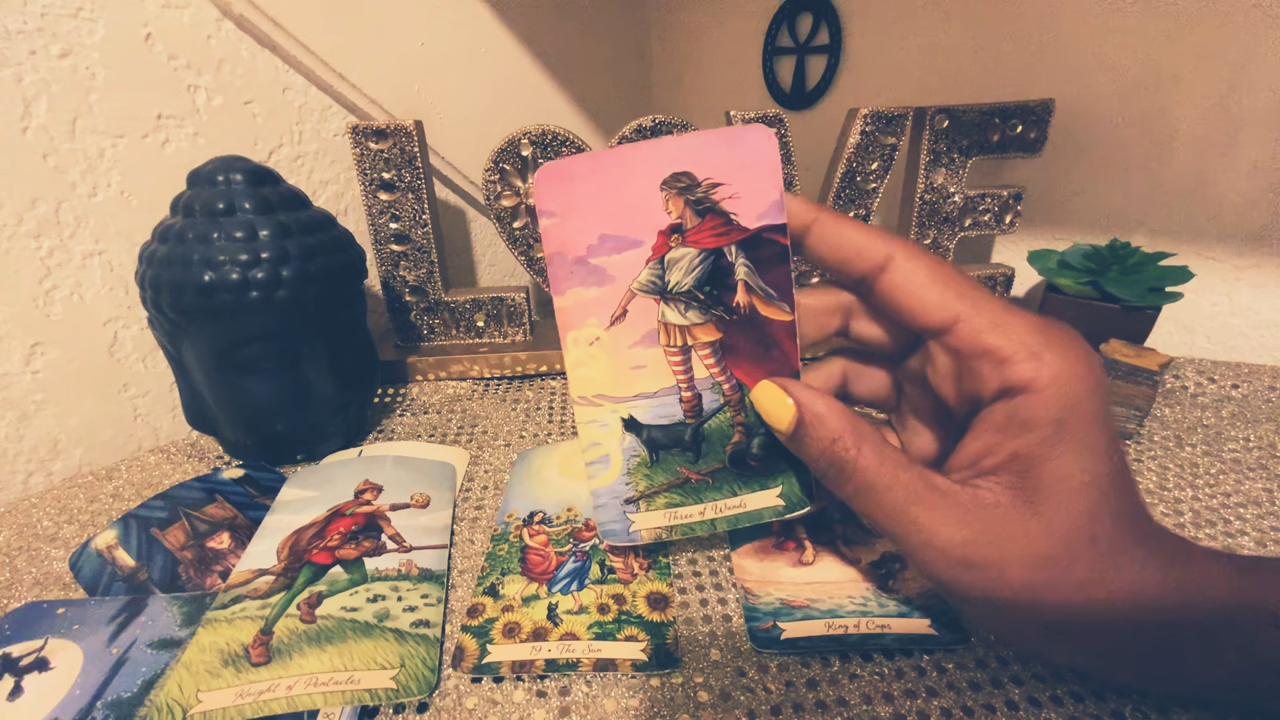 LOVE
Three of Wands
Knight of Pentacles
19 • The Sun
King of Cups